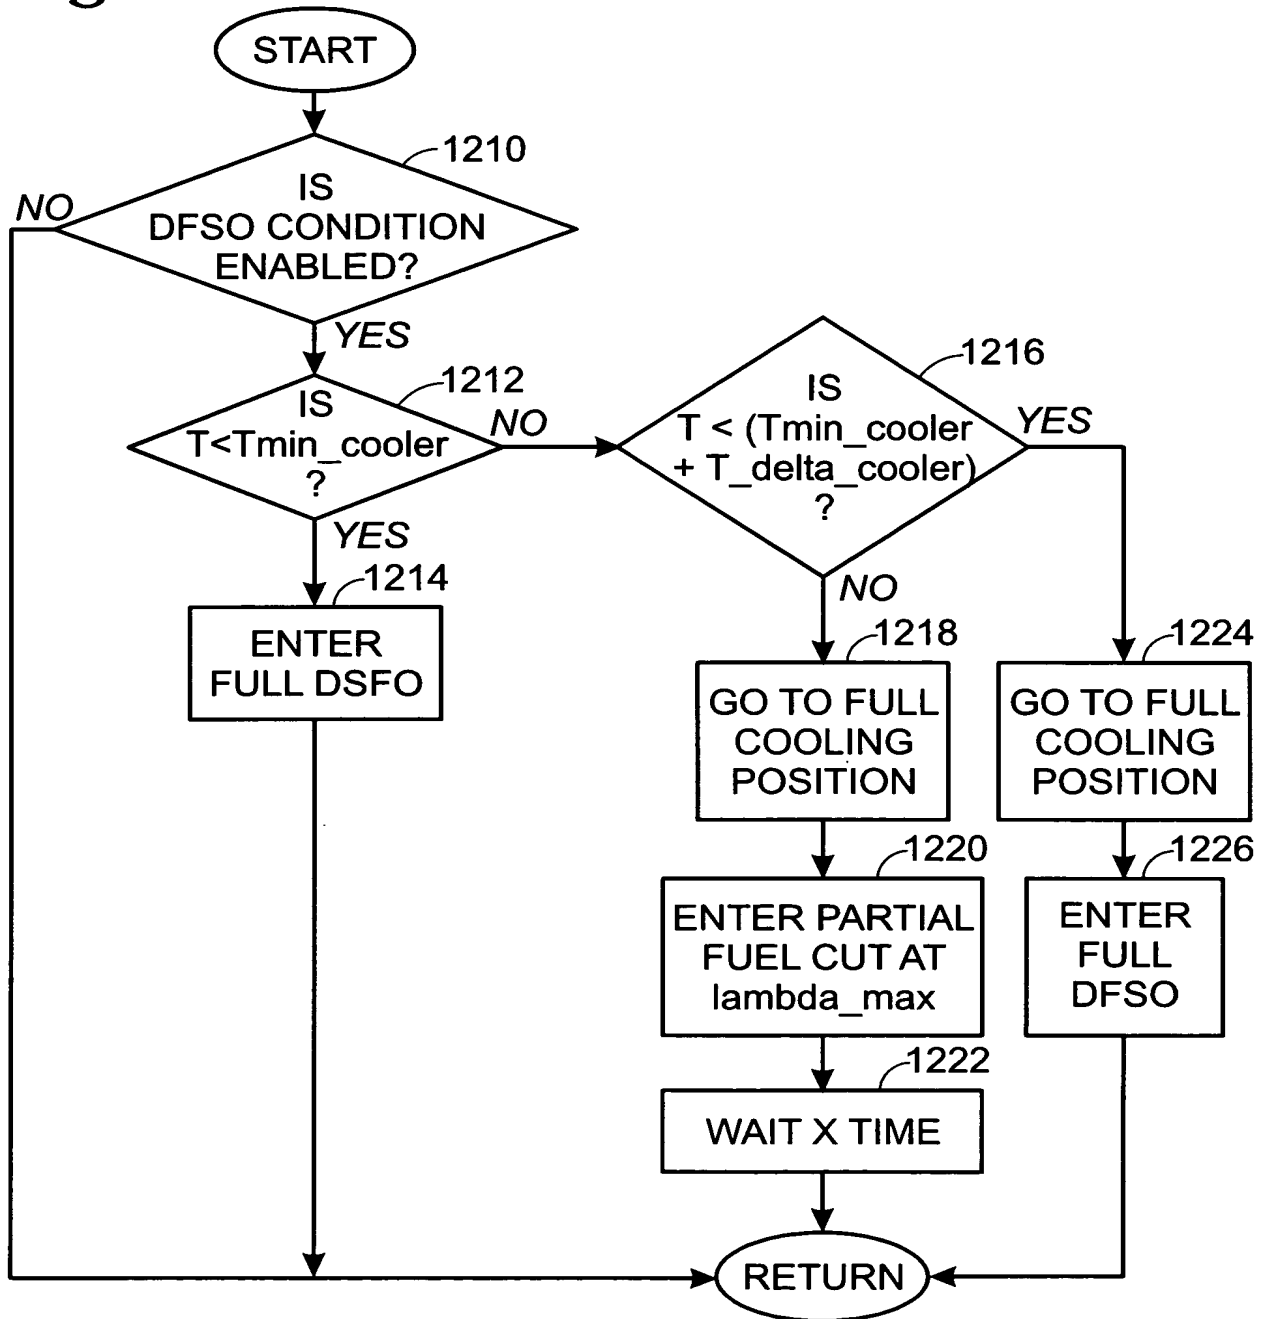 START
1210
IS
DFSO CONDITION
ENABLED?
NO
YES
1212
IS
T<Tmin_cooler
?
NO
YES
1214
ENTER
FULL DSFO
1216
IS
T < (Tmin_cooler
+ T_delta_cooler)
?
YES
NO
1218
GO TO FULL
COOLING
POSITION
1224
GO TO FULL
COOLING
POSITION
1220
ENTER PARTIAL
FUEL CUT AT
lambda_max
1226
ENTER
FULL
DFSO
1222
WAIT X TIME
RETURN